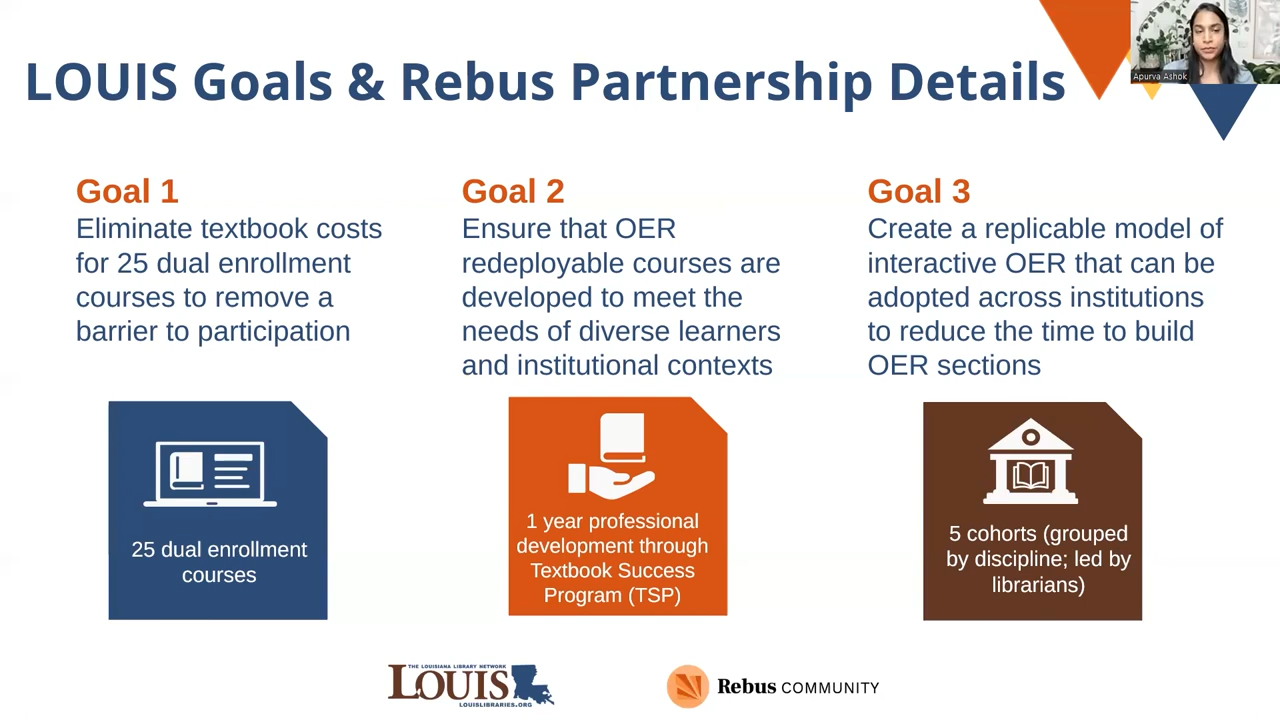 LOUIS Goals & Rebus Partnership Details
Apurva Ashok
Goal 1
Eliminate textbook costs
for 25 dual enrollment
courses to remove a
barrier to participation
Goal 2
Ensure that OER
redeployable courses are
developed to meet the
needs of diverse learners
and institutional contexts
Goal 3
Create a replicable model of
interactive OER that can be
adopted across institutions
to reduce the time to build
OER sections
25 dual enrollment
courses
1 year professional
development through
Textbook Success
Program (TSP)
5 cohorts (grouped
by discipline; led by
librarians)
THE LOUISIANA LIBRARY NETWORK
LOUIS
LOUISLIBRARIES.ORG
Rebus COMMUNITY